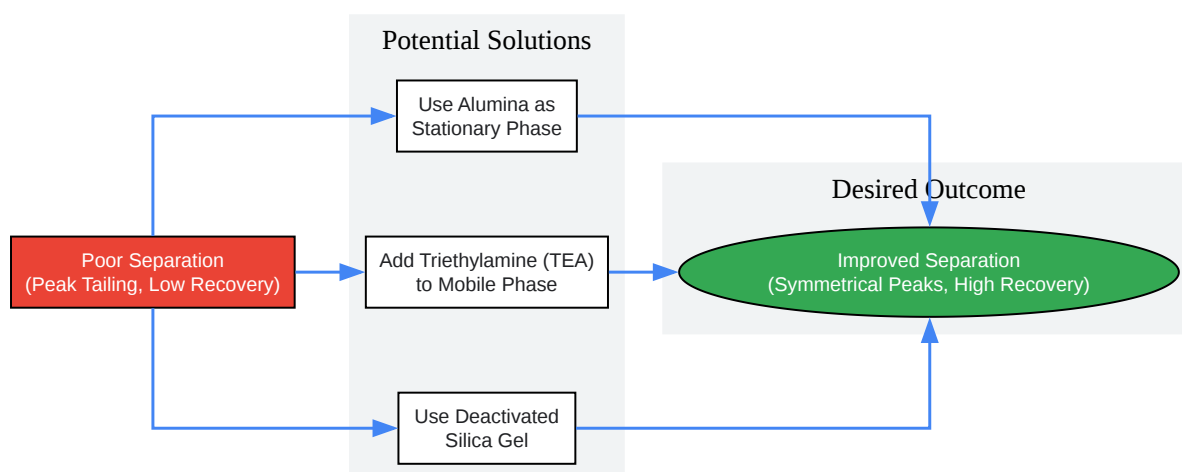 Potential Solutions
Use Alumina as
Stationary Phase
Desired Outcome
Poor Separation
(Peak Tailing, Low Recovery)
Add Triethylamine (TEA)
to Mobile Phase
Improved Separation
(Symmetrical Peaks, High Recovery)
Use Deactivated
Silica Gel